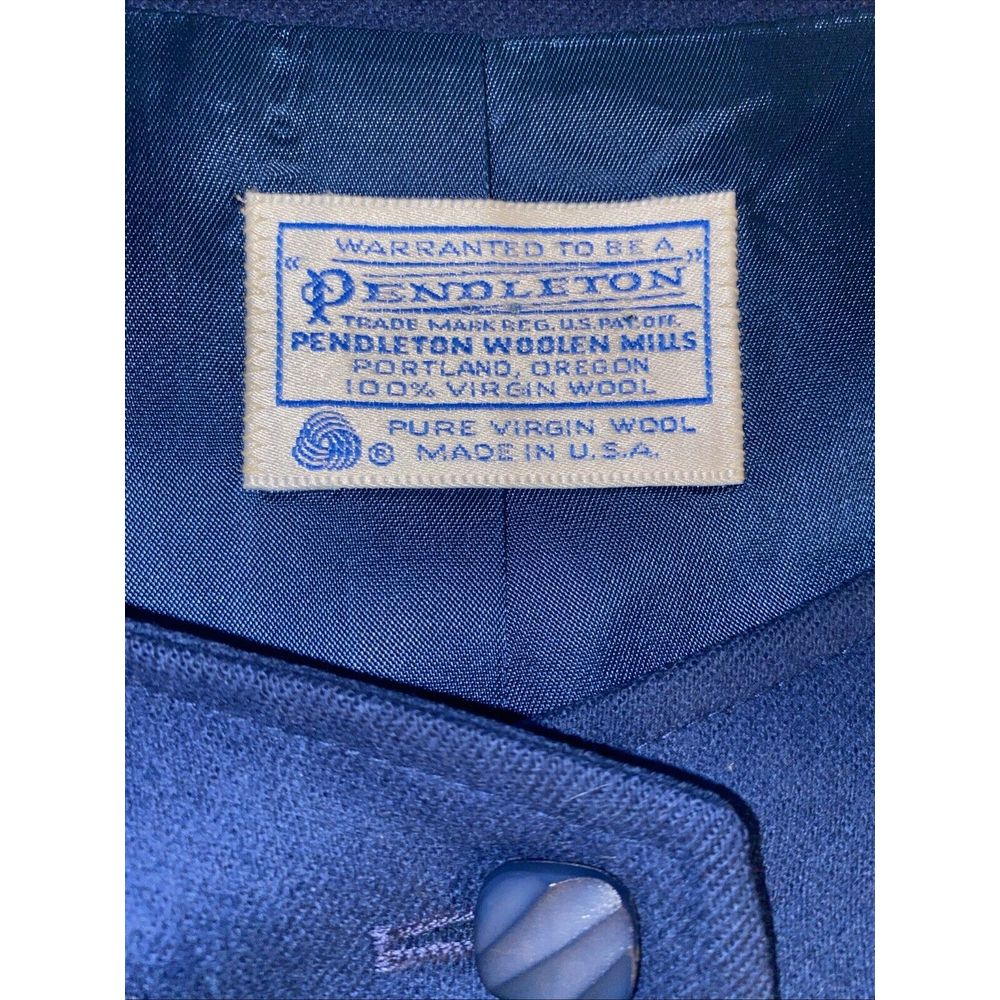 WARRANTED TO BE A
"PENDLETON"
TRADE MARK REG. U.S. PAT. OFF.
PENDLETON WOOLEN MILLS
PORTLAND, OREGON
100% VIRGIN WOOL
PURE VIRGIN WOOL
® MADE IN U.S.A.